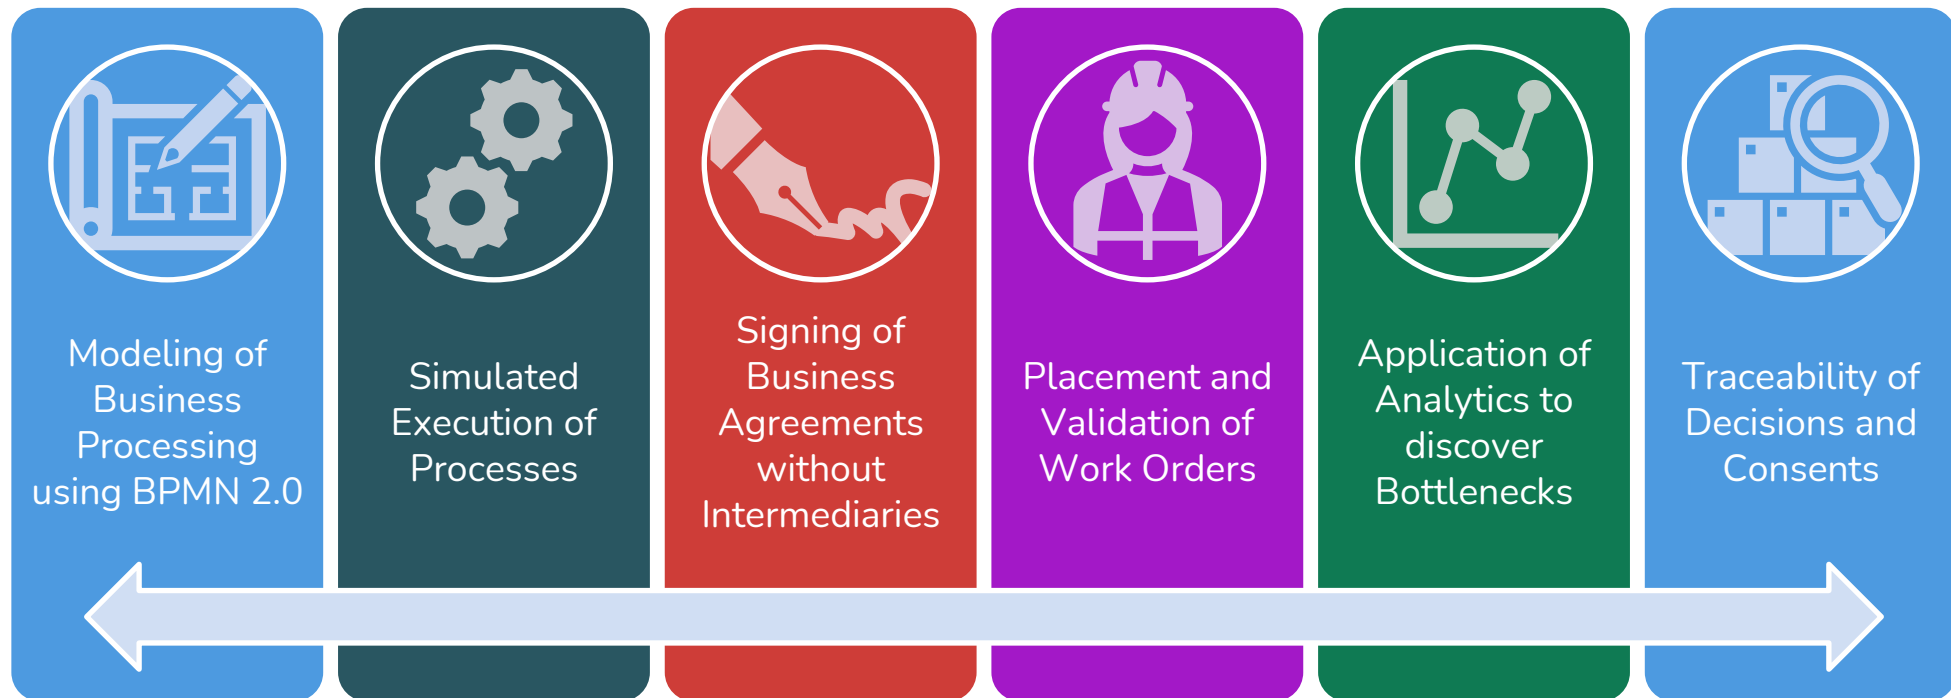 Modeling of
Business
Processing
using BPMN 2.0
Simulated
Execution of
Processes
Signing of
Business
Agreements
without
Intermediaries
Placement and
Validation of
Work Orders
Application of
Analytics to
discover
Bottlenecks
Traceability of
Decisions and
Consents